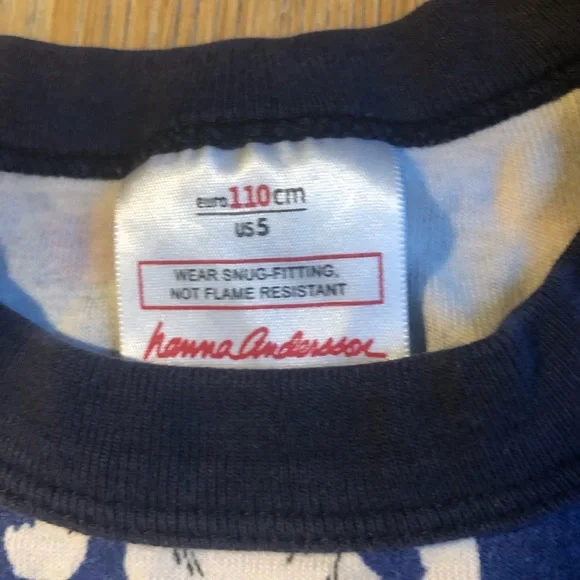 euro 110 cm
US 5
WEAR SNUG-FITTING.
NOT FLAME RESISTANT
hanna andersson